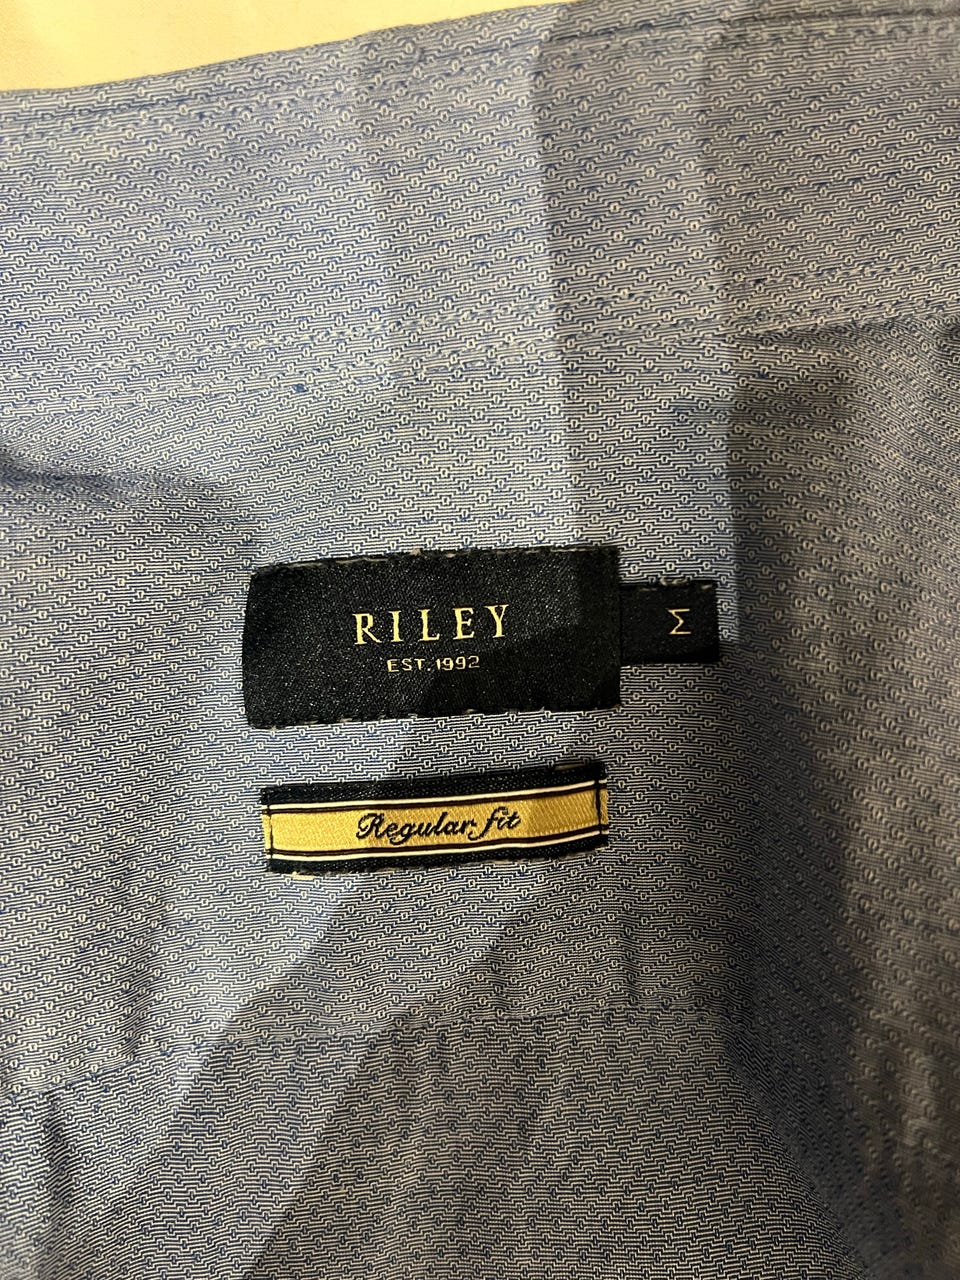 RILEY
EST. 1992
M
Regular fit